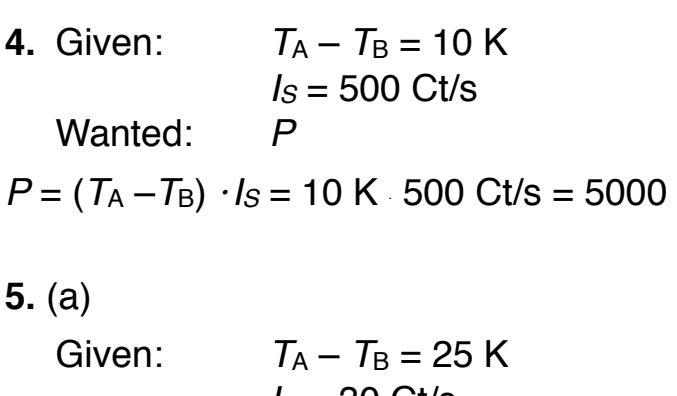 4. Given: TA – TB = 10 K
IS = 500 Ct/s
Wanted: P
P = (TA –TB) · IS = 10 K · 500 Ct/s = 5000
5. (a)
Given: TA – TB = 25 K